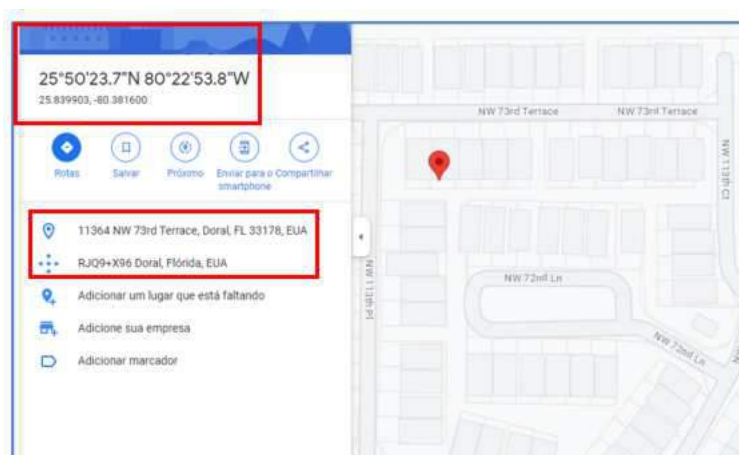 25°50'23.7"N 80°22'53.8"W
25.839903, -80.381600
Rotas
Salvar
Próximo
Enviar para o smartphone
Compartilhar
11364 NW 73rd Terrace, Doral, FL 33178, EUA
RJQ9+X96 Doral, Flórida, EUA
Adicionar um lugar que está faltando
Adicione sua empresa
Adicionar marcador
NW 73rd Terrace
NW 73rd Terrace
NW 113th Ct
NW 113th Pl
NW 72nd Ln
NW 72nd Ln